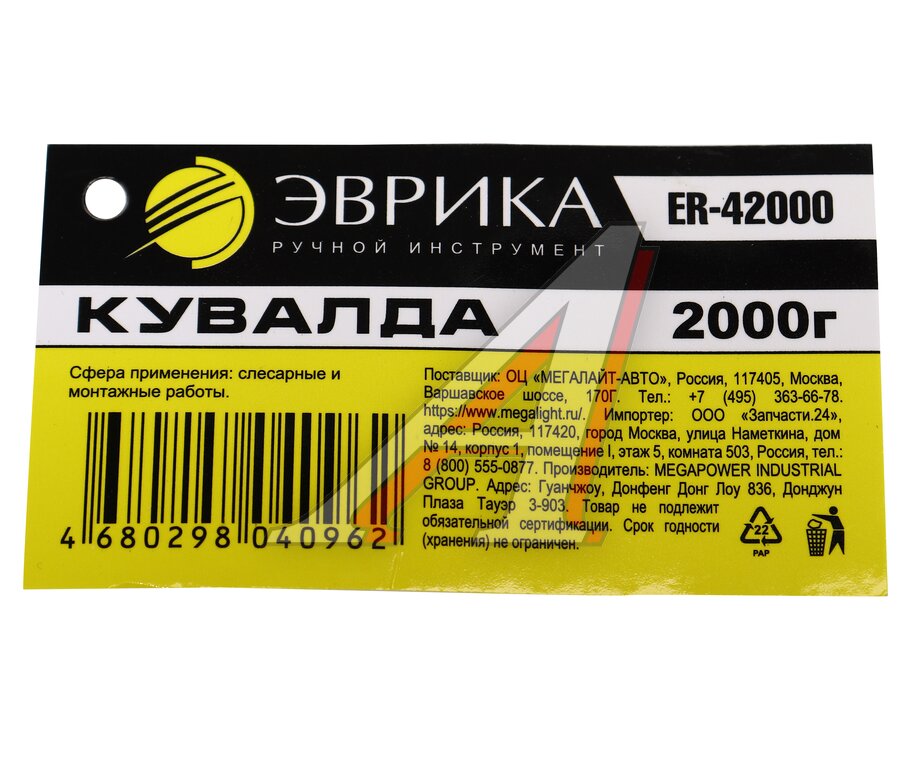 ЭВРИКА
РУЧНОЙ ИНСТРУМЕНТ
ER-42000
КУВАЛДА
2000г
Сфера применения: слесарные и
монтажные работы.
4 680298 040962
Поставщик: ОЦ «МЕГАЛАЙТ-АВТО», Россия, 117405, Москва,
Варшавское шоссе, 170Г. Тел.: +7 (495) 363-66-78.
https://www.megalight.ru/. Импортер: ООО «Запчасти.24»,
адрес: Россия, 117420, город Москва, улица Наметкина, дом
№ 14, корпус 1, помещение I, этаж 5, комната 503, Россия, тел.:
8 (800) 555-0877. Производитель: MEGAPOWER INDUSTRIAL
GROUP. Адрес: Гуанчжоу, Донфенг Донг Лоу 836, Донджун
Плаза Тауэр 3-903. Товар не подлежит
обязательной сертификации. Срок годности
(хранения) не ограничен.
22
PAP